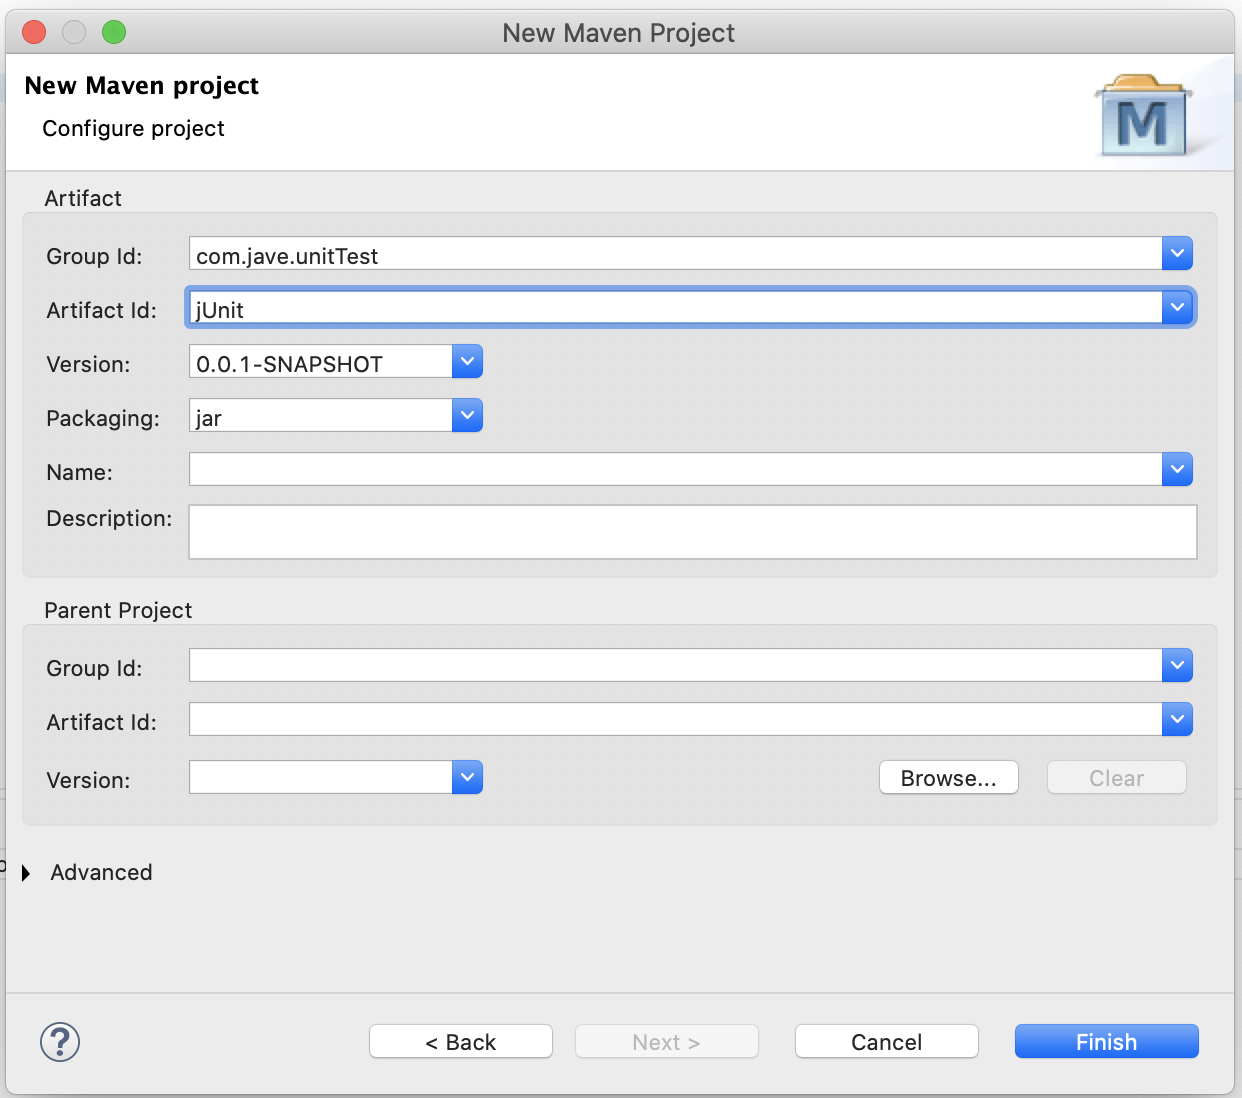 New Maven Project
New Maven project
Configure project
M
Artifact
Group Id: com.jave.unitTest
Artifact Id: jUnit
Version: 0.0.1-SNAPSHOT
Packaging: jar
Name:
Description:
Parent Project
Group Id:
Artifact Id:
Version: Browse... Clear
Advanced
? < Back Next > Cancel Finish